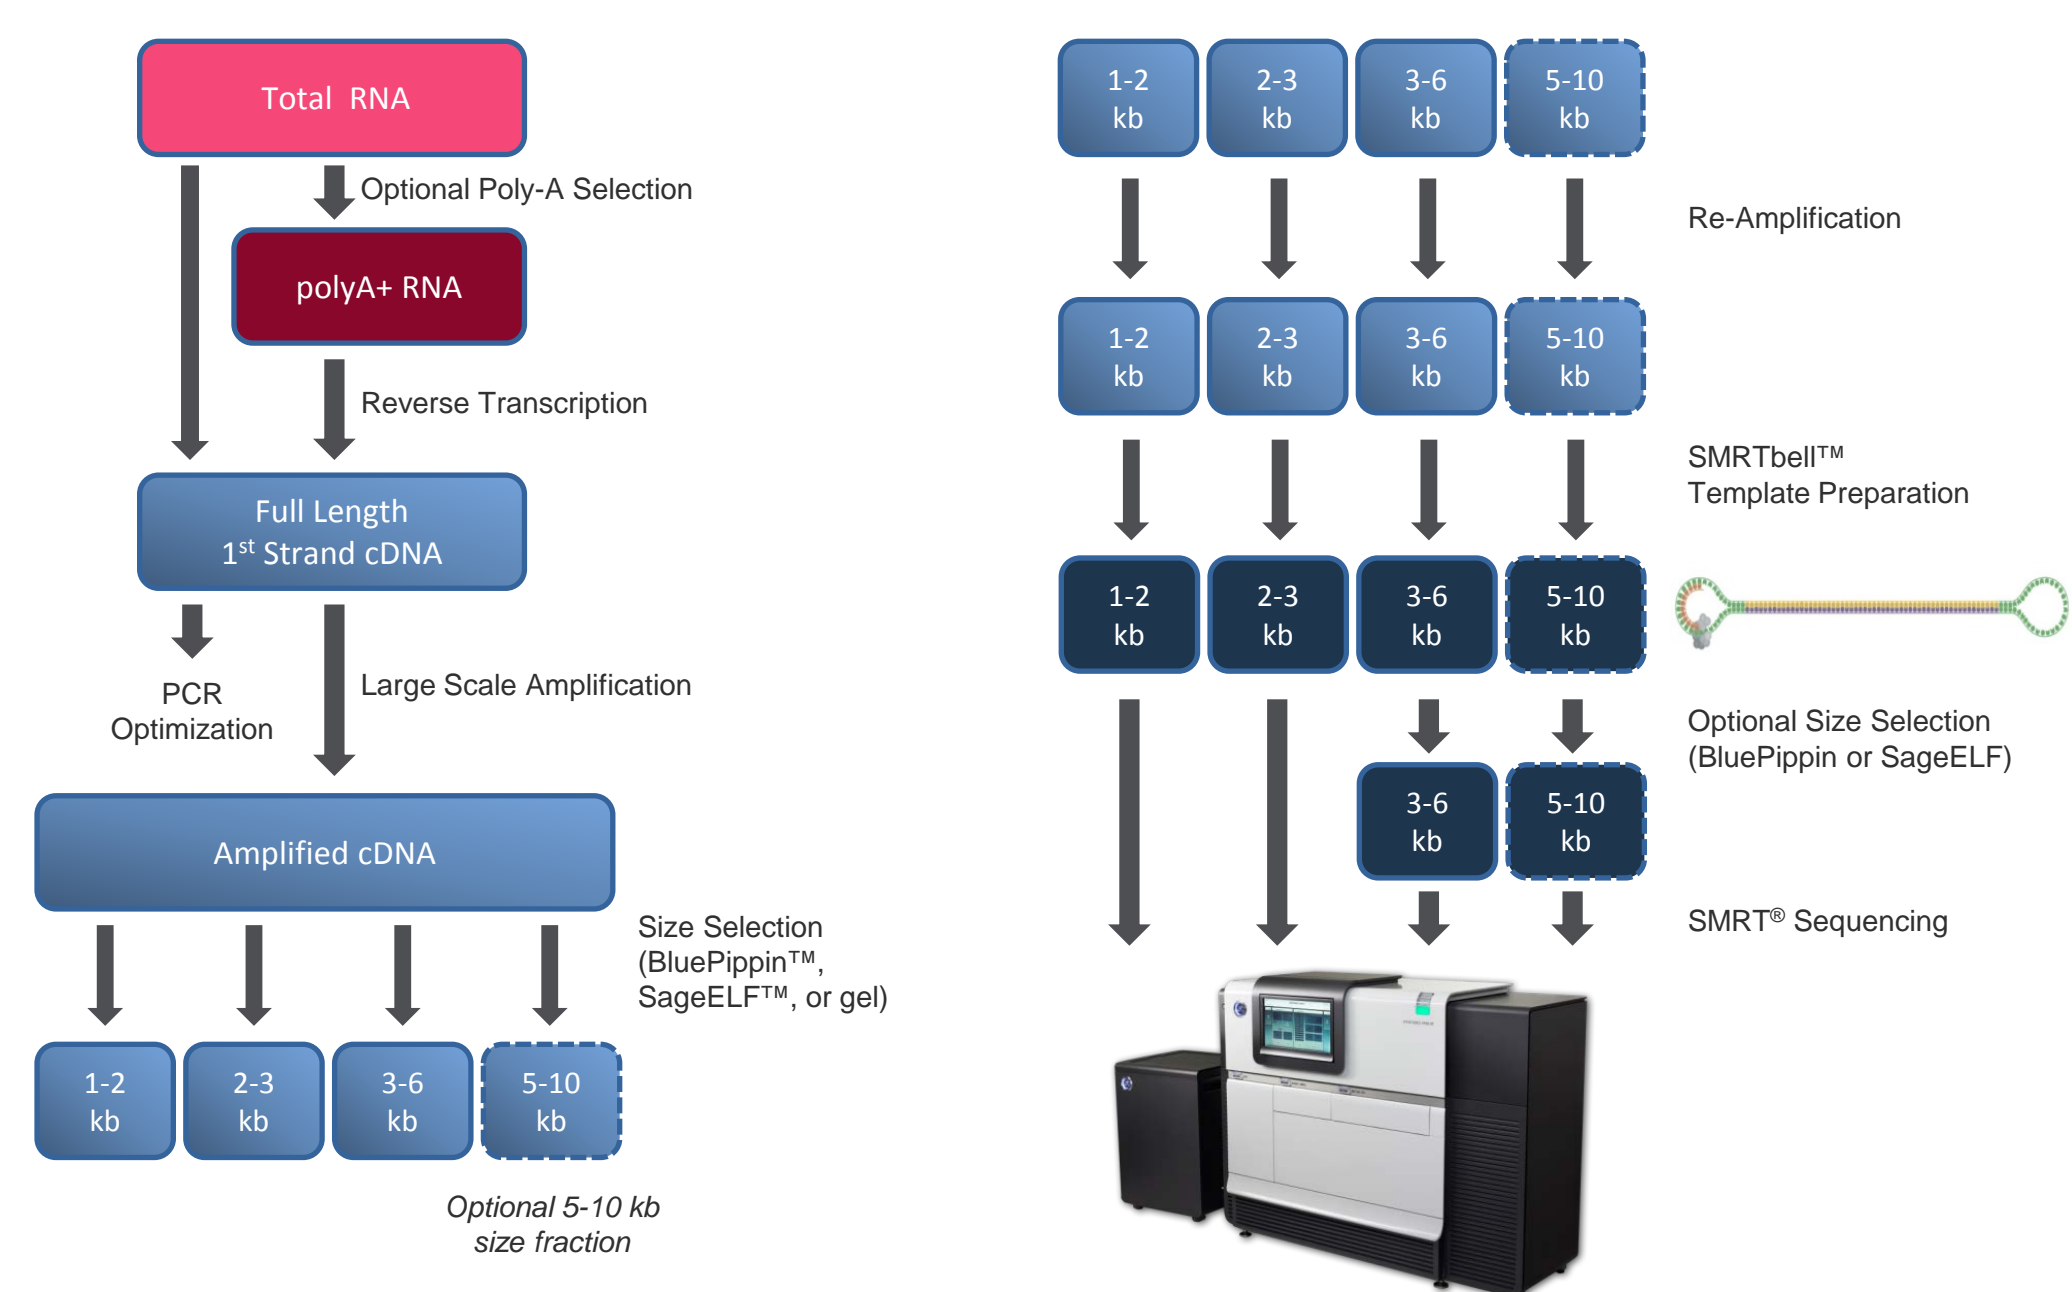 Total RNA
Optional Poly-A Selection
polyA+ RNA
Reverse Transcription
Full Length
1st Strand cDNA
PCR
Optimization
Large Scale Amplification
Amplified cDNA
Size Selection
(BluePippin™,
SageELF™, or gel)
1-2
kb
2-3
kb
3-6
kb
5-10
kb
Optional 5-10 kb
size fraction
1-2
kb
2-3
kb
3-6
kb
5-10
kb
Re-Amplification
1-2
kb
2-3
kb
3-6
kb
5-10
kb
SMRTbell™
Template Preparation
1-2
kb
2-3
kb
3-6
kb
5-10
kb
Optional Size Selection
(BluePippin or SageELF)
3-6
kb
5-10
kb
SMRT® Sequencing